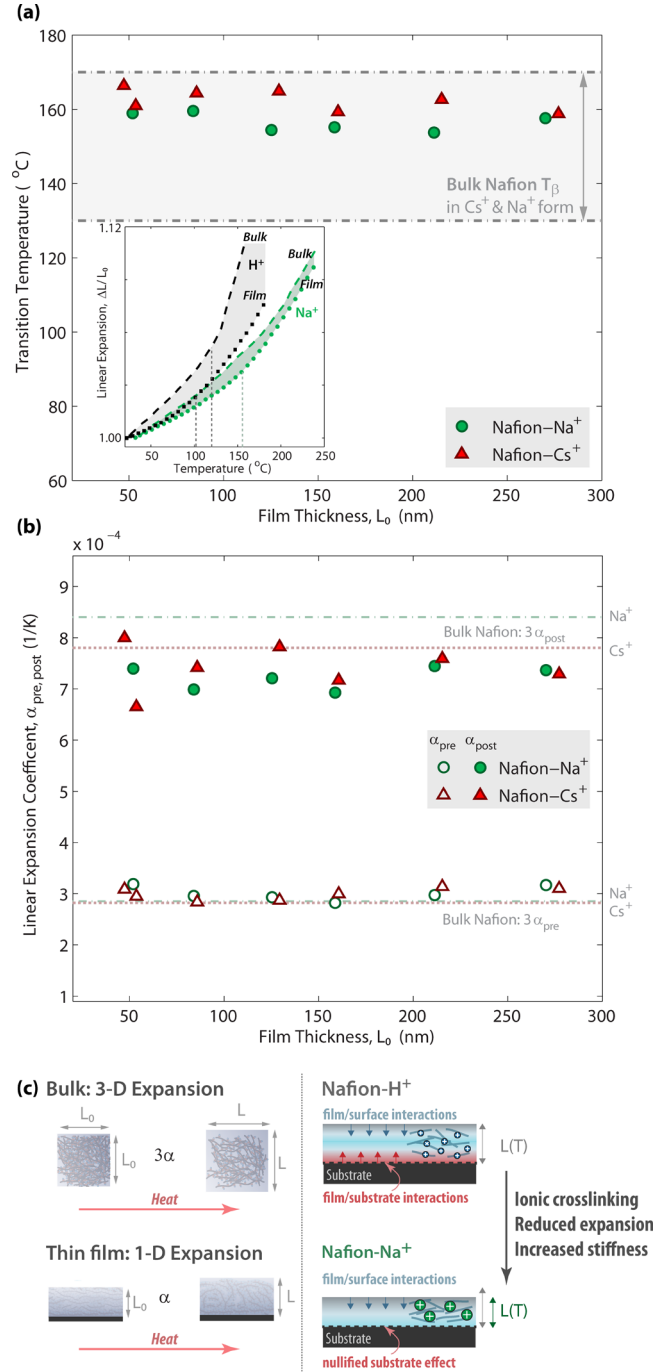 (a)
180
160
140
120
100
80
60
Transition Temperature ( °C)
Bulk Nafion Tβ
in Cs⁺ & Na⁺ form
1.12
1.00
Linear Expansion, ΔL/L₀
Bulk
H⁺
Film
Bulk
Film
Na⁺
50
100
150
200
250
Temperature ( °C)
Nafion–Na⁺
Nafion–Cs⁺
50
100
150
200
250
300
Film Thickness, L₀ (nm)
(b)
x 10⁻⁴
9
8
7
6
5
4
3
2
1
Linear Expansion Coefficent, αpre,post (1/K)
Na⁺
Bulk Nafion: 3αpost
Cs⁺
αpre αpost
Nafion–Na⁺
Nafion–Cs⁺
Na⁺
Cs⁺
Bulk Nafion: 3αpre
50
100
150
200
250
300
Film Thickness, L₀ (nm)
(c) Bulk: 3-D Expansion
L₀
L₀
3α
L
L
Heat
Thin film: 1-D Expansion
L₀
α
L
Heat
Nafion-H⁺
film/surface interactions
L(T)
Substrate
film/substrate interactions
Ionic crosslinking
Reduced expansion
Increased stiffness
Nafion-Na⁺
film/surface interactions
L(T)
Substrate
nullified substrate effect